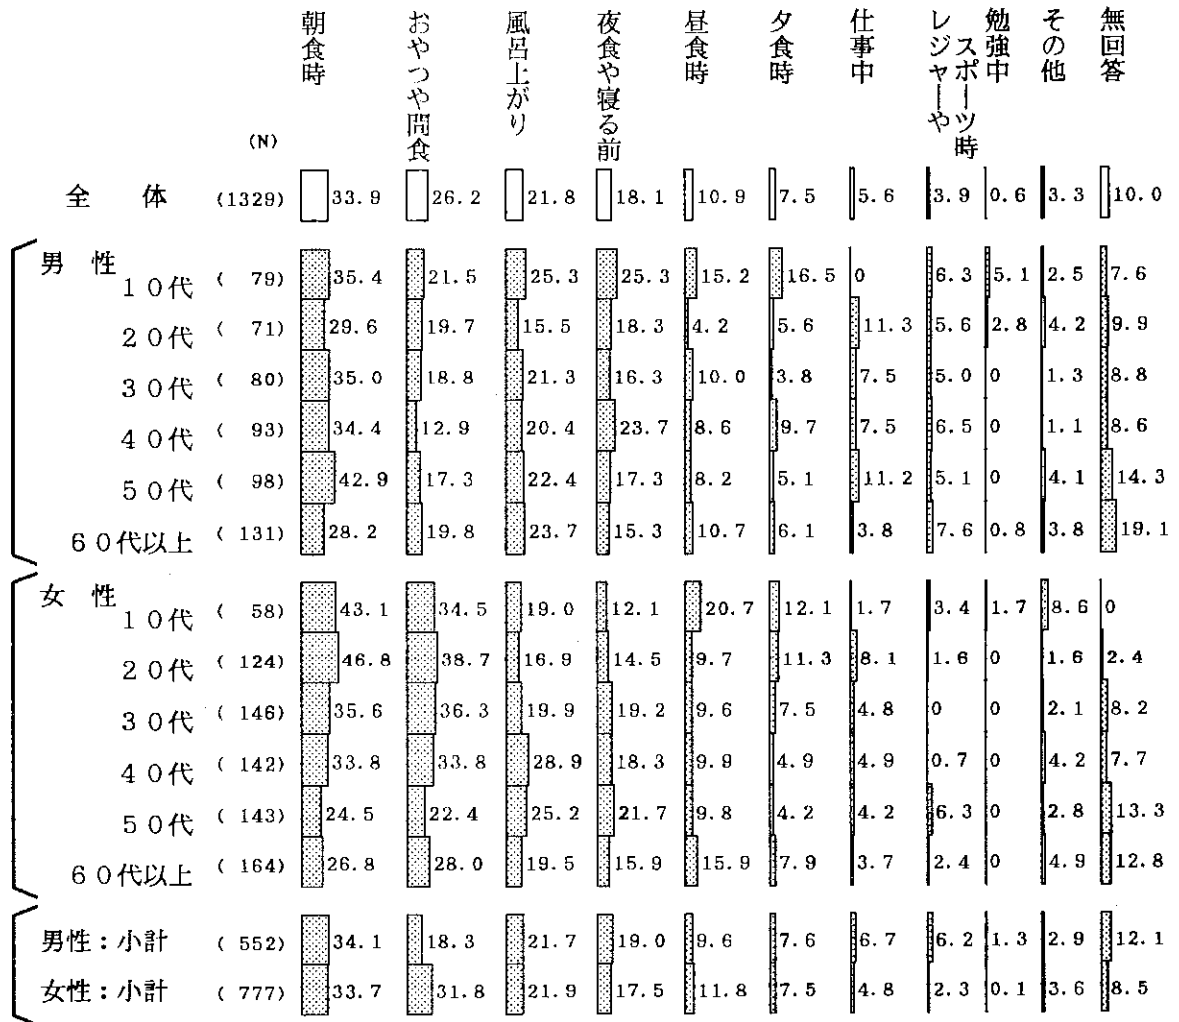 朝食時 おやつや間食 風呂上がり 夜食や寝る前 昼食時 夕食時 仕事中 レジャーやスポーツ時 勉強中 その他 無回答
(N)
全 体 (1329) 33.9 26.2 21.8 18.1 10.9 7.5 5.6 3.9 0.6 3.3 10.0
男 性
10代 ( 79) 35.4 21.5 25.3 25.3 15.2 16.5 0 6.3 5.1 2.5 7.6
20代 ( 71) 29.6 19.7 15.5 18.3 4.2 5.6 11.3 5.6 2.8 4.2 9.9
30代 ( 80) 35.0 18.8 21.3 16.3 10.0 3.8 7.5 5.0 0 1.3 8.8
40代 ( 93) 34.4 12.9 20.4 23.7 8.6 9.7 7.5 6.5 0 1.1 8.6
50代 ( 98) 42.9 17.3 22.4 17.3 8.2 5.1 11.2 5.1 0 4.1 14.3
60代以上 ( 131) 28.2 19.8 23.7 15.3 10.7 6.1 3.8 7.6 0.8 3.8 19.1
女 性
10代 ( 58) 43.1 34.5 19.0 12.1 20.7 12.1 1.7 3.4 1.7 8.6 0
20代 ( 124) 46.8 38.7 16.9 14.5 9.7 11.3 8.1 1.6 0 1.6 2.4
30代 ( 146) 35.6 36.3 19.9 19.2 9.6 7.5 4.8 0 0 2.1 8.2
40代 ( 142) 33.8 33.8 28.9 18.3 9.9 4.9 4.9 0.7 0 4.2 7.7
50代 ( 143) 24.5 22.4 25.2 21.7 9.8 4.2 4.2 6.3 0 2.8 13.3
60代以上 ( 164) 26.8 28.0 19.5 15.9 15.9 7.9 3.7 2.4 0 4.9 12.8
男性:小計 ( 552) 34.1 18.3 21.7 19.0 9.6 7.6 6.7 6.2 1.3 2.9 12.1
女性:小計 ( 777) 33.7 31.8 21.9 17.5 11.8 7.5 4.8 2.3 0.1 3.6 8.5